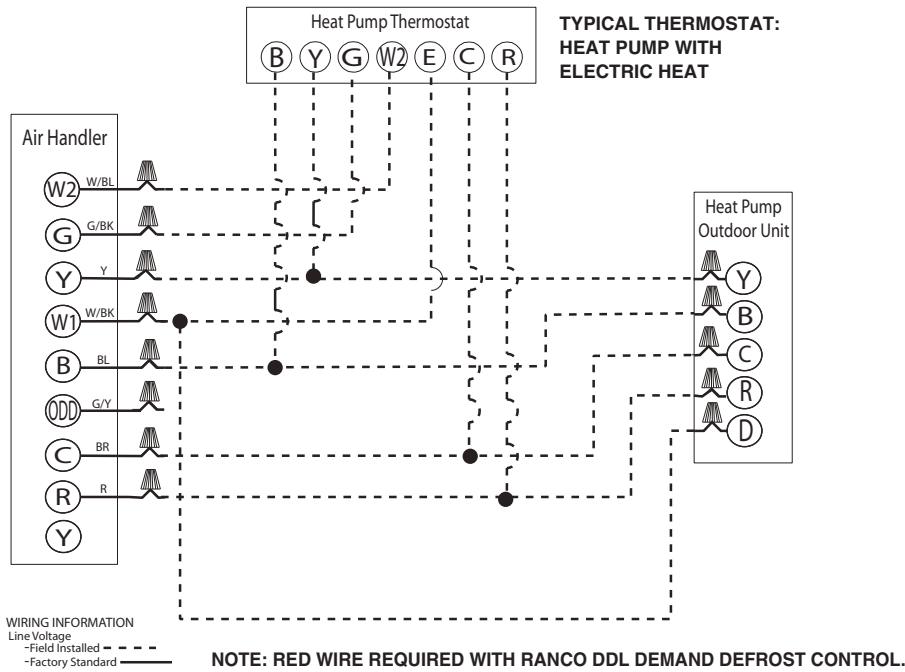 Heat Pump Thermostat
B Y G W2 E C R
TYPICAL THERMOSTAT:
HEAT PUMP WITH
ELECTRIC HEAT
Air Handler
W2 W/BL
G G/BK
Y Y
W1 W/BK
B BL
ODD G/Y
C BR
R R
Y
Heat Pump
Outdoor Unit
Y
B
C
R
D
WIRING INFORMATION
Line Voltage
-Field Installed
-Factory Standard
NOTE: RED WIRE REQUIRED WITH RANCO DDL DEMAND DEFROST CONTROL.